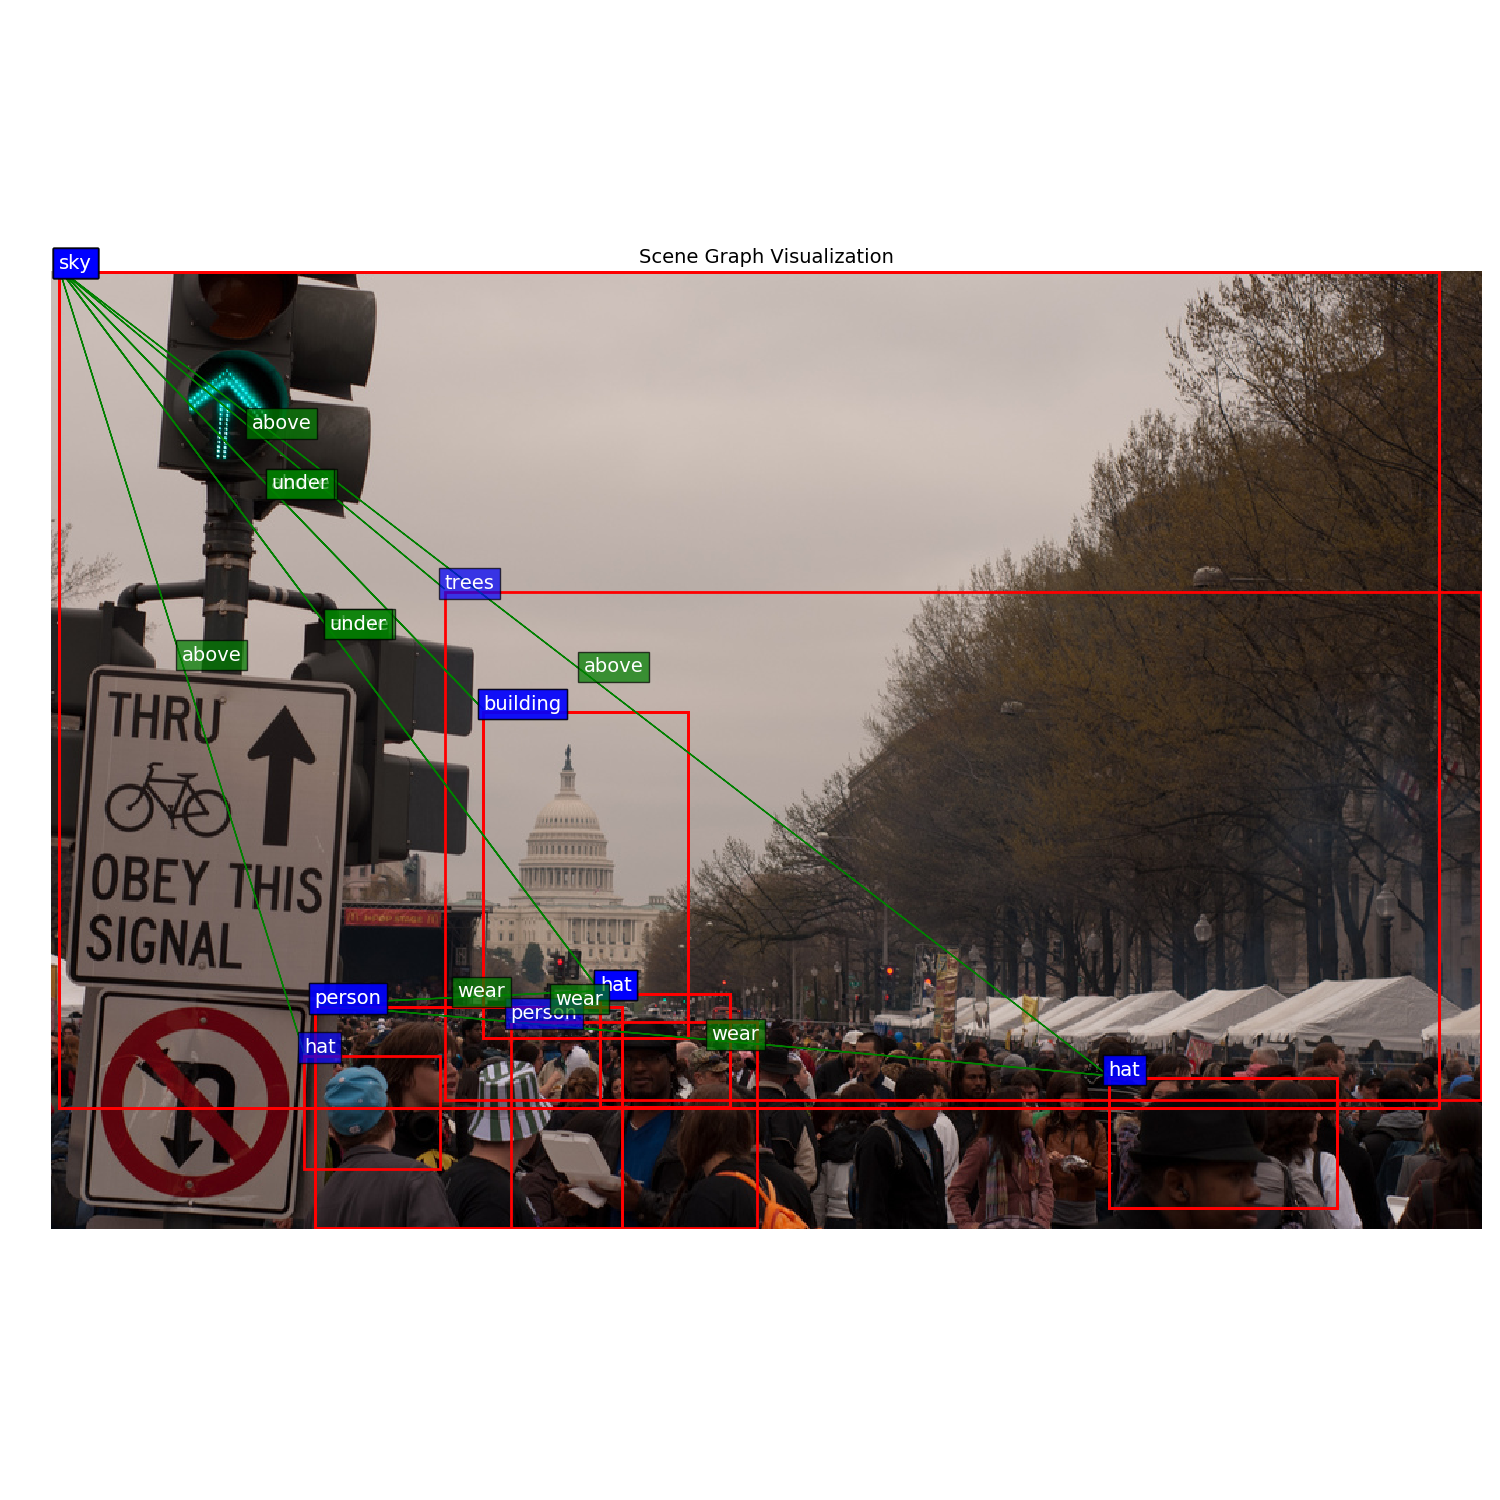 Scene Graph Visualization
sky
above
under
trees
under
above
above
building
THRU
OBEY THIS
SIGNAL
hat
wear
wear
person
person
wear
hat
hat